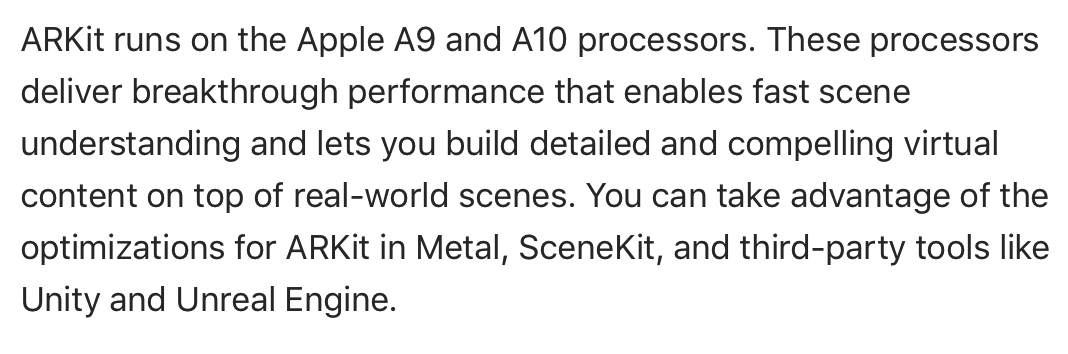 ARKit runs on the Apple A9 and A10 processors. These processors
deliver breakthrough performance that enables fast scene
understanding and lets you build detailed and compelling virtual
content on top of real-world scenes. You can take advantage of the
optimizations for ARKit in Metal, SceneKit, and third-party tools like
Unity and Unreal Engine.